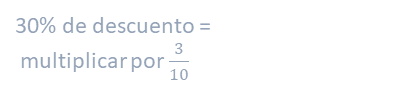 30% de descuento =
multiplicar por 3/10